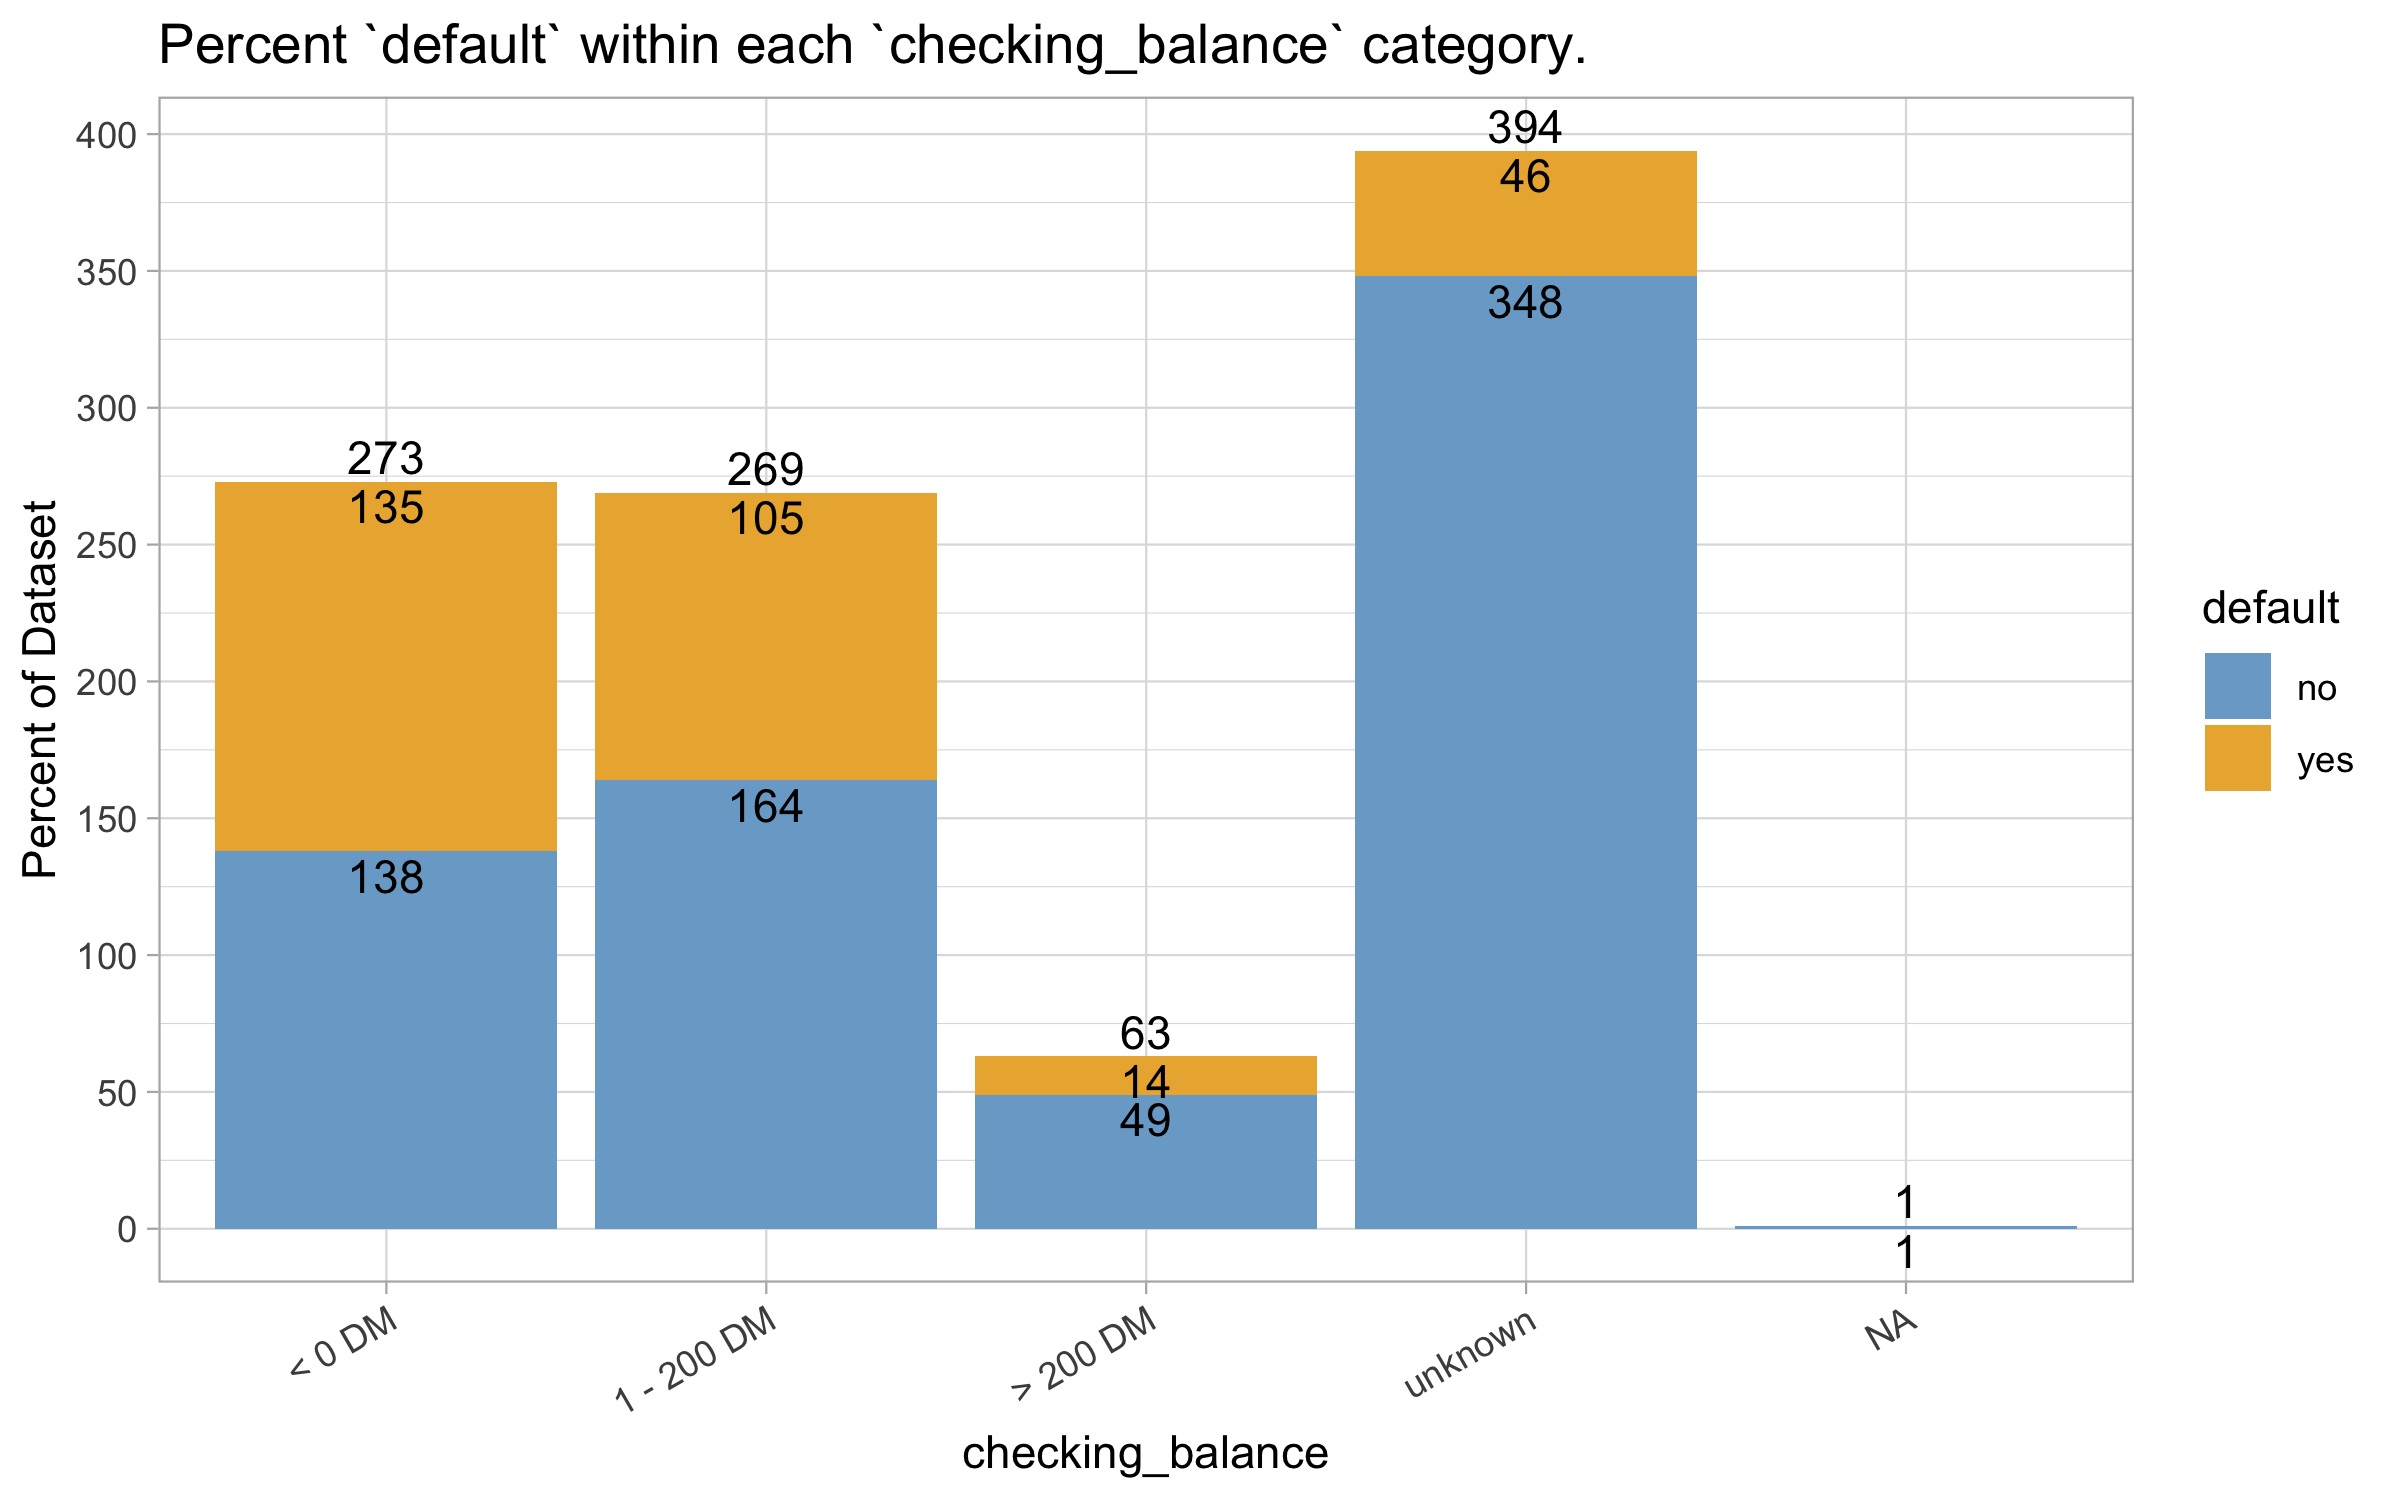 Percent `default` within each `checking_balance` category.
Percent of Dataset
400
350
300
250
200
150
100
50
0
273
135
138
269
105
164
63
14
49
394
46
348
1
1
< 0 DM
1 - 200 DM
> 200 DM
unknown
NA
checking_balance
default
no
yes